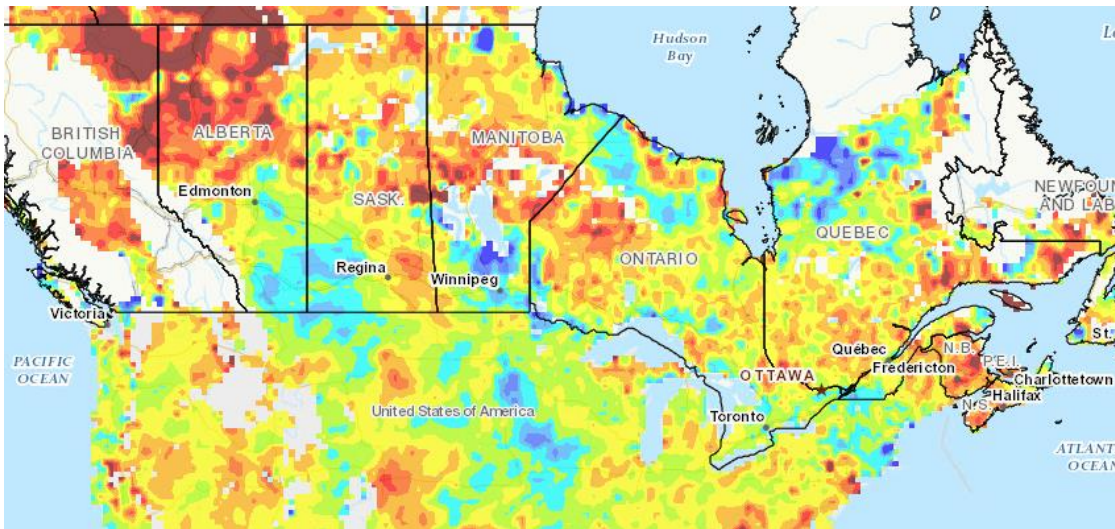 Hudson
Bay
BRITISH
COLUMBIA
ALBERTA
MANITOBA
Edmonton
SASK.
NEWFOUN
AND LAB
QUEBEC
ONTARIO
Regina
Winnipeg
Victoria
St.
PACIFIC
OCEAN
Québec
N.B.
P.E.I.
Fredericton
OTTAWA
Charlottetown
Halifax
N.S.
United States of America
Toronto
ATLANT
OCEAN